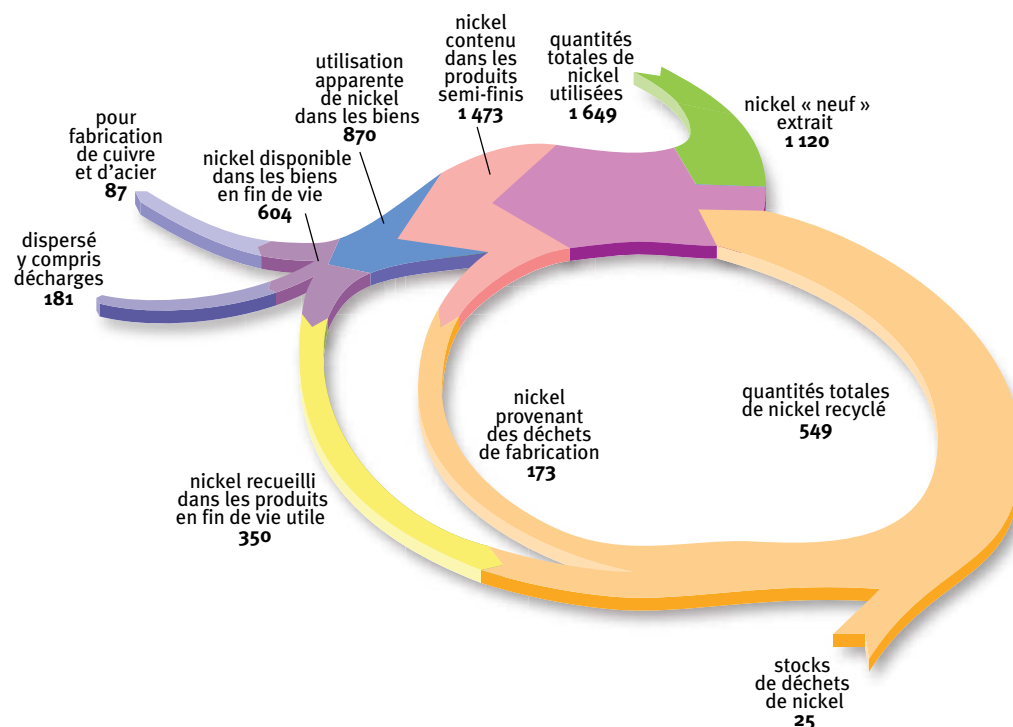 nickel
contenu
dans les
produits
semi-finis
1 473
quantités
totales de
nickel
utilisées
1 649
utilisation
apparente
de nickel
dans les biens
870
nickel « neuf »
extrait
1 120
pour
fabrication
de cuivre
et d'acier
87
nickel disponible
dans les biens
en fin de vie
604
dispersé
y compris
décharges
181
nickel
provenant
des déchets
de fabrication
173
quantités totales
de nickel recyclé
549
nickel recueilli
dans les produits
en fin de vie utile
350
stocks
de déchets
de nickel
25